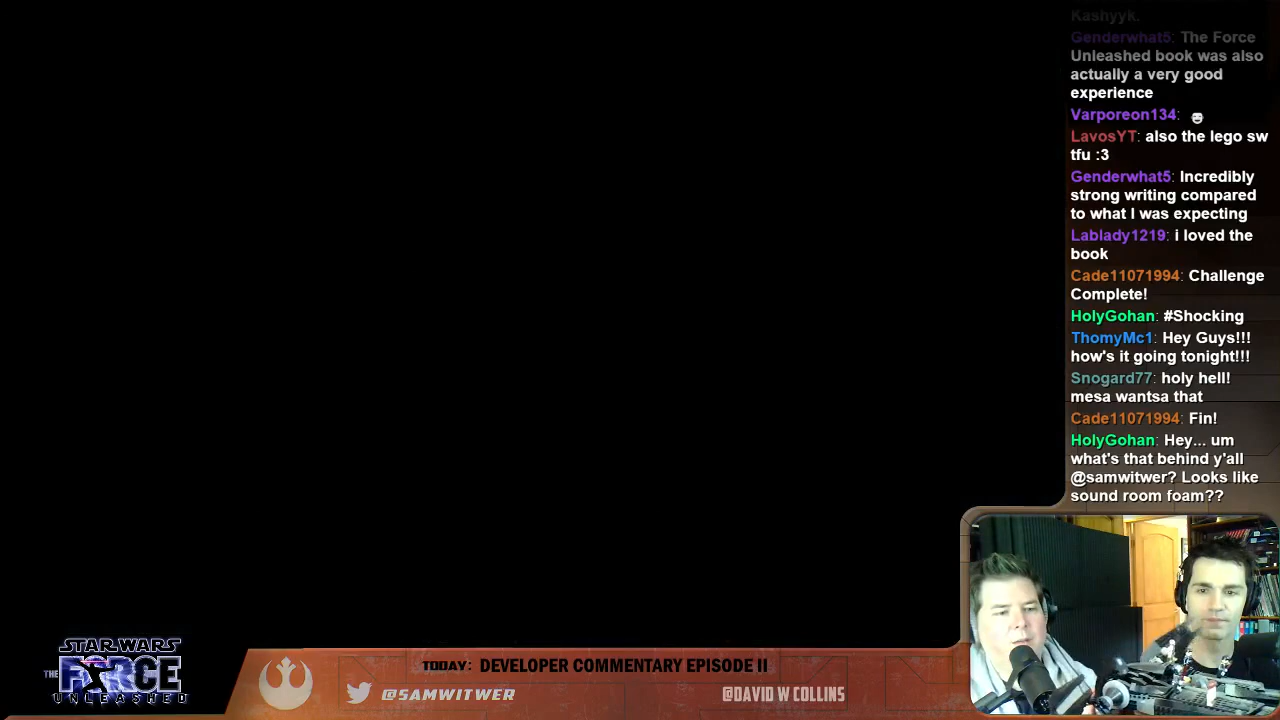 Kashyyk.
Genderwhat5: The Force
Unleashed book was also
actually a very good
experience
Varporeon134:
LavosYT: also the lego sw
tfu :3
Genderwhat5: Incredibly
strong writing compared
to what I was expecting
Lablady1219: i loved the
book
Cade11071994: Challenge
Complete!
HolyGohan: #Shocking
ThomyMc1: Hey Guys!!!
how's it going tonight!!!
Snogard77: holy hell!
mesa wantsa that
Cade11071994: Fin!
HolyGohan: Hey... um
what's that behind y'all
@samwitwer? Looks like
sound room foam??
STAR WARS
THE FORCE
UNLEASHED
TODAY: DEVELOPER COMMENTARY EPISODE II
@SAMWITWER
@DAVID W COLLINS